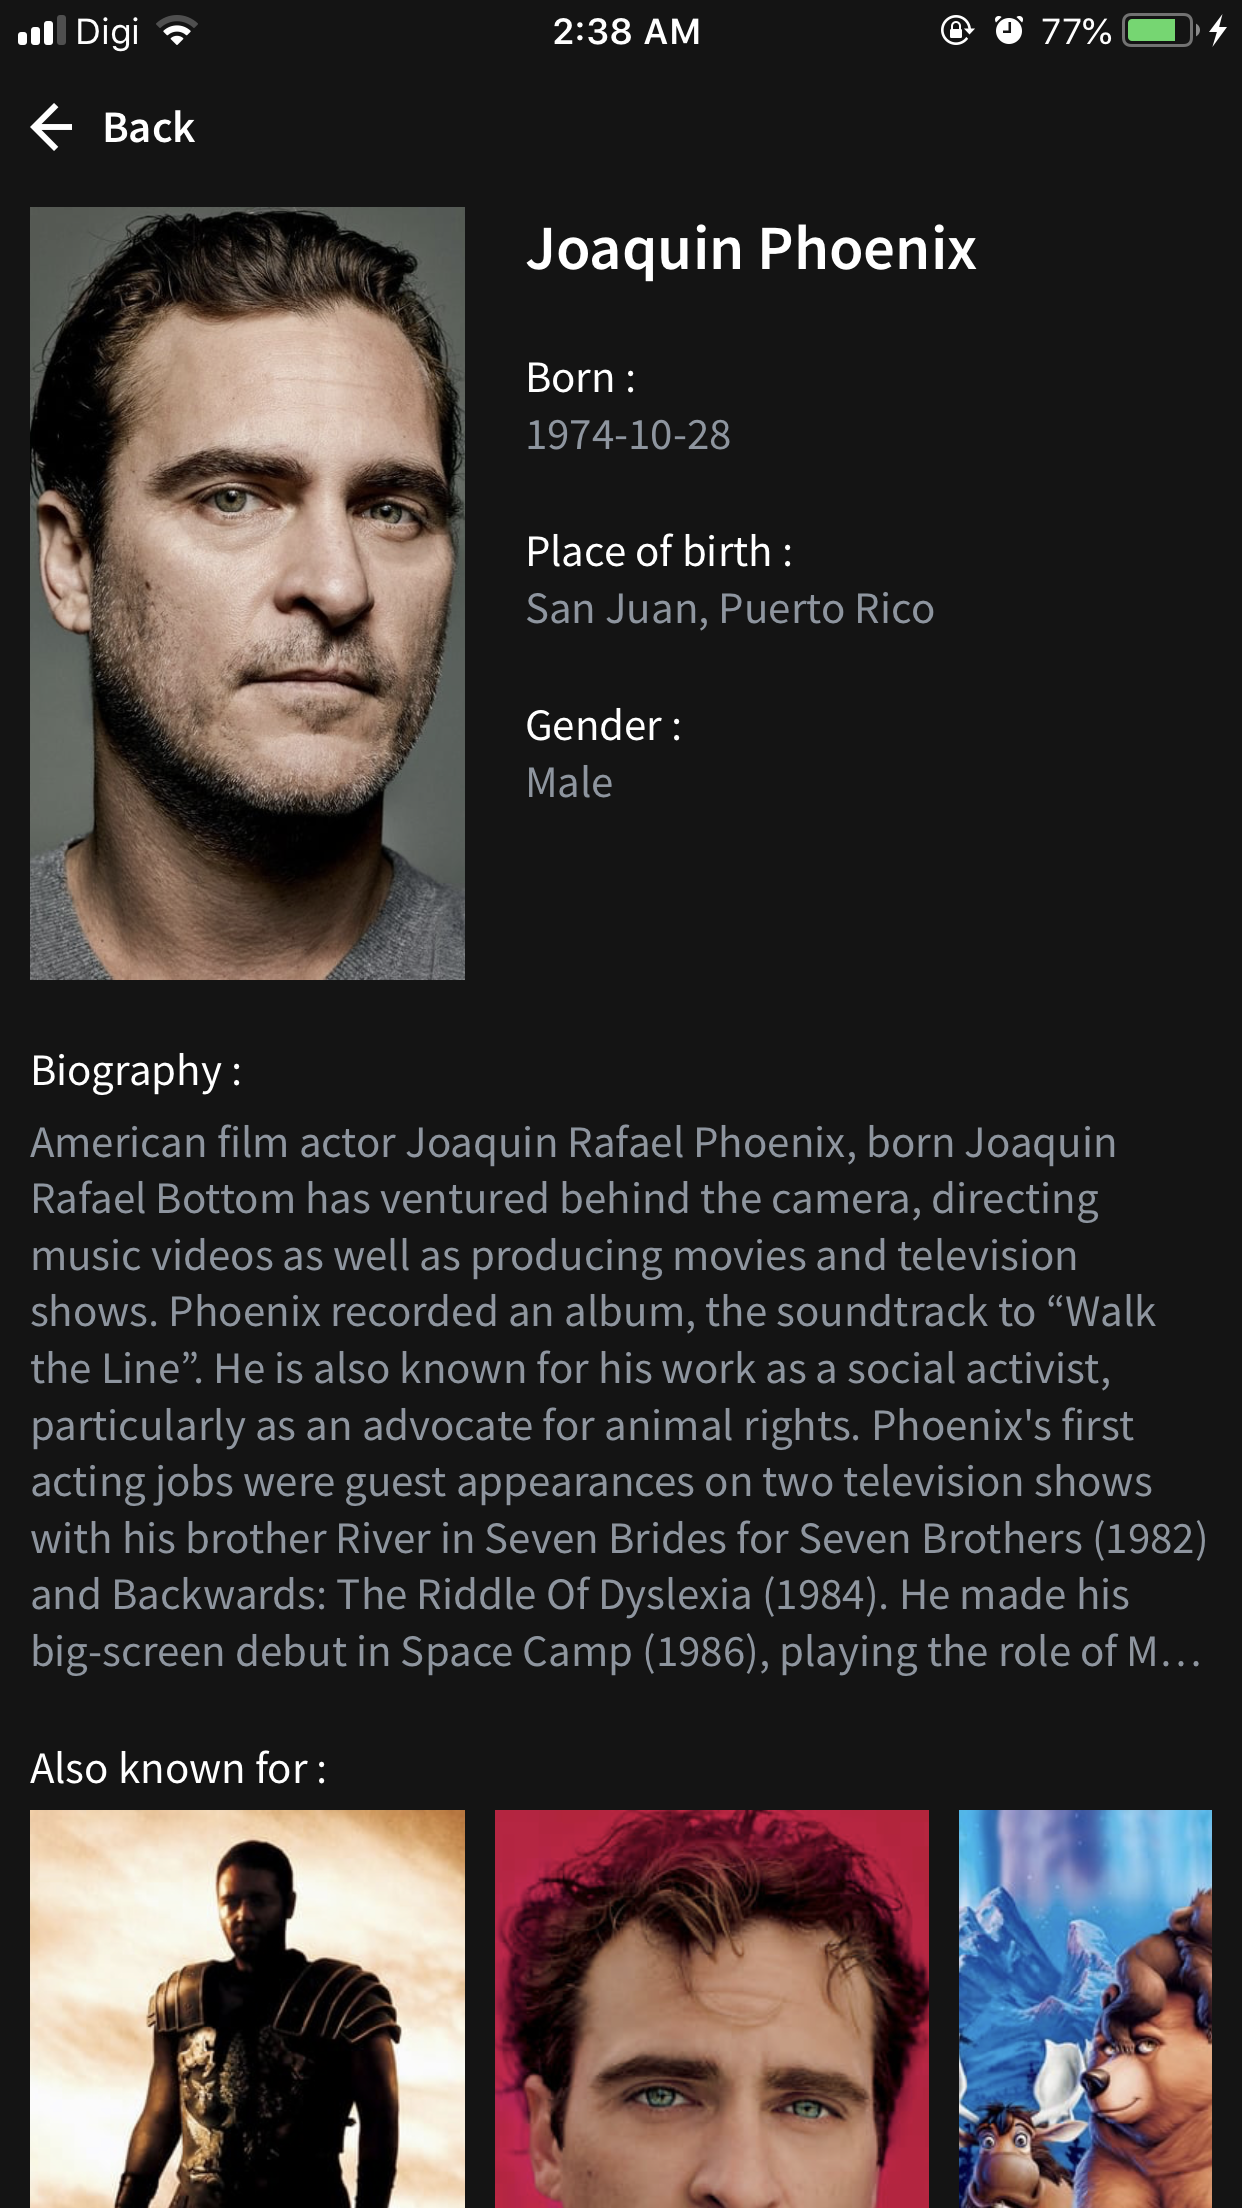 Digi 2:38 AM 77%
Back
Joaquin Phoenix
Born :
1974-10-28
Place of birth :
San Juan, Puerto Rico
Gender :
Male
Biography :
American film actor Joaquin Rafael Phoenix, born Joaquin
Rafael Bottom has ventured behind the camera, directing
music videos as well as producing movies and television
shows. Phoenix recorded an album, the soundtrack to “Walk
the Line”. He is also known for his work as a social activist,
particularly as an advocate for animal rights. Phoenix's first
acting jobs were guest appearances on two television shows
with his brother River in Seven Brides for Seven Brothers (1982)
and Backwards: The Riddle Of Dyslexia (1984). He made his
big-screen debut in Space Camp (1986), playing the role of M…
Also known for :